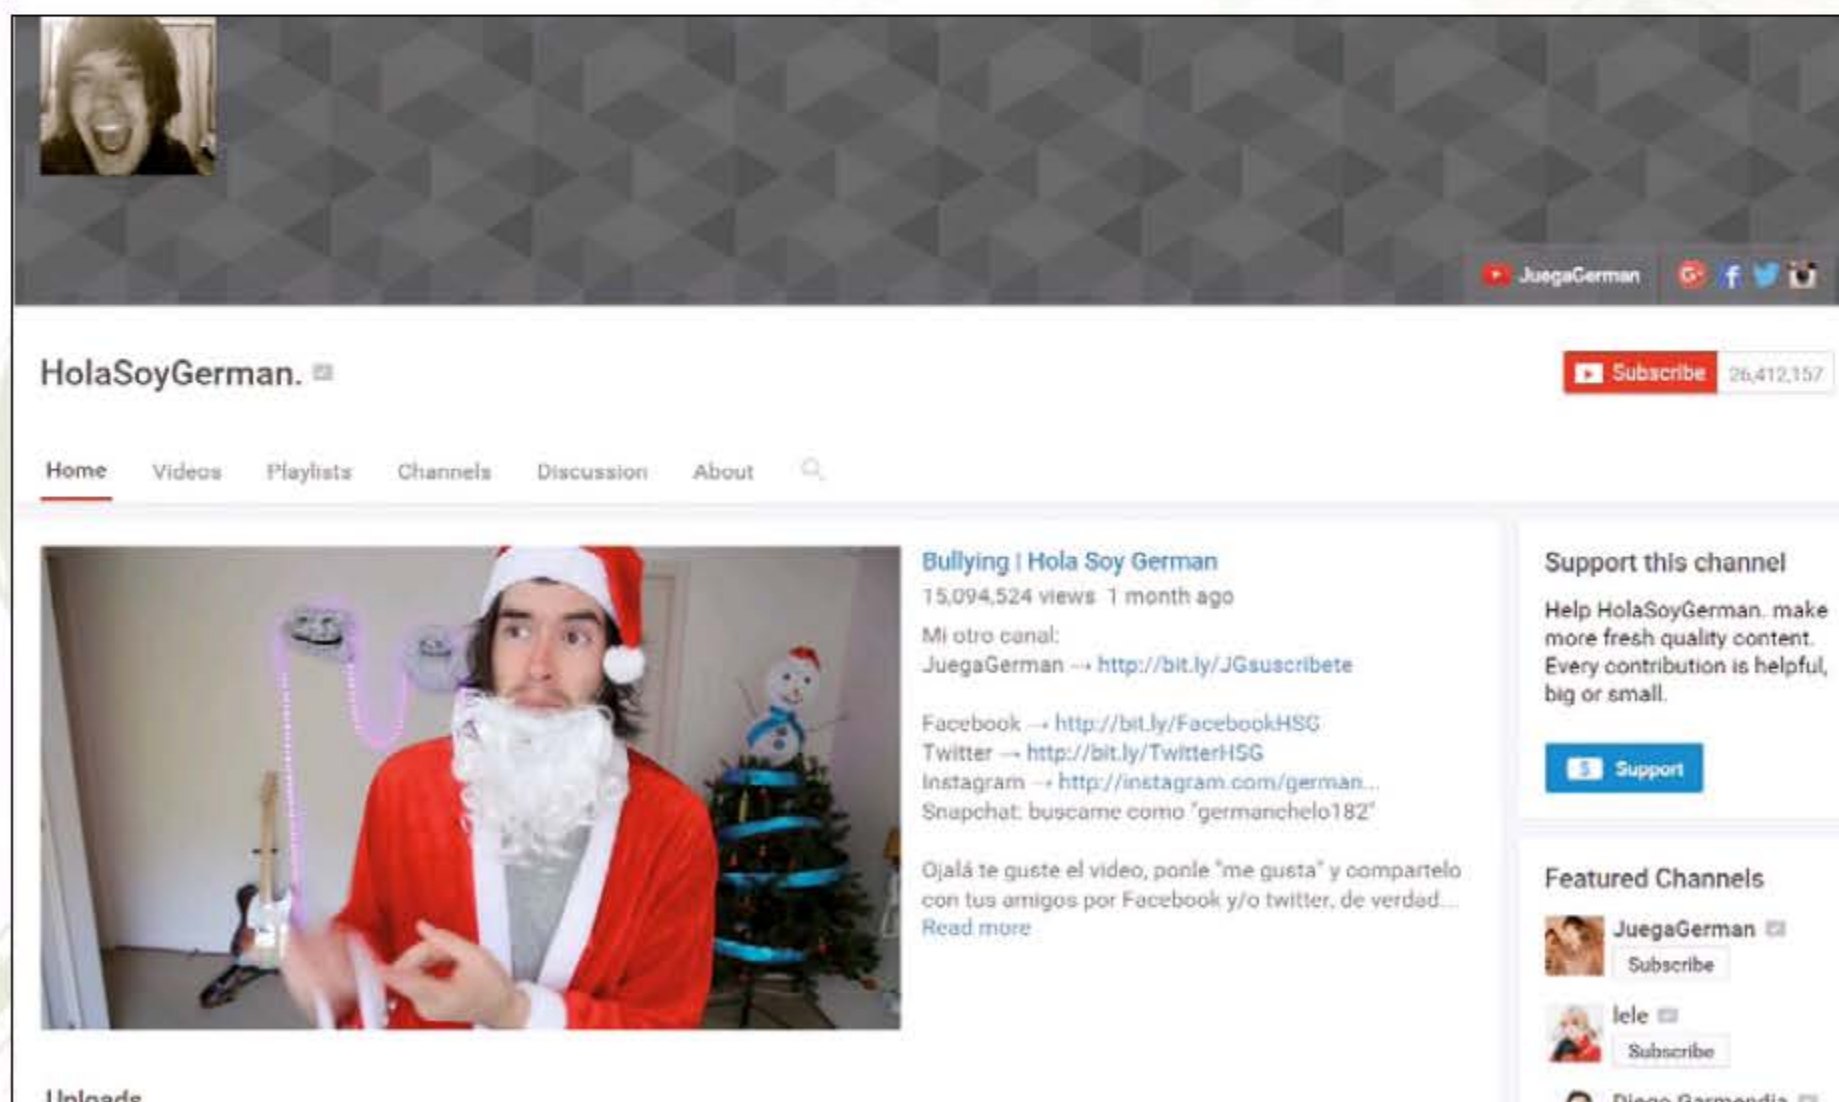 JuegaGerman
HolaSoyGerman.
Subscribe 26,412,157
Home Videos Playlists Channels Discussion About
Bullying | Hola Soy German
15,094,524 views 1 month ago
Mi otro canal:
JuegaGerman → http://bit.ly/JGsuscribete
Facebook → http://bit.ly/FacebookHSG
Twitter → http://bit.ly/TwitterHSG
Instagram → http://instagram.com/german...
Snapchat: buscame como "germanchelo182"
Ojalá te guste el video, ponle "me gusta" y compartelo
con tus amigos por Facebook y/o twitter, de verdad...
Read more
Support this channel
Help HolaSoyGerman. make
more fresh quality content.
Every contribution is helpful,
big or small.
Support
Featured Channels
JuegaGerman
Subscribe
lele
Subscribe
Diego Garmendia
Uploads